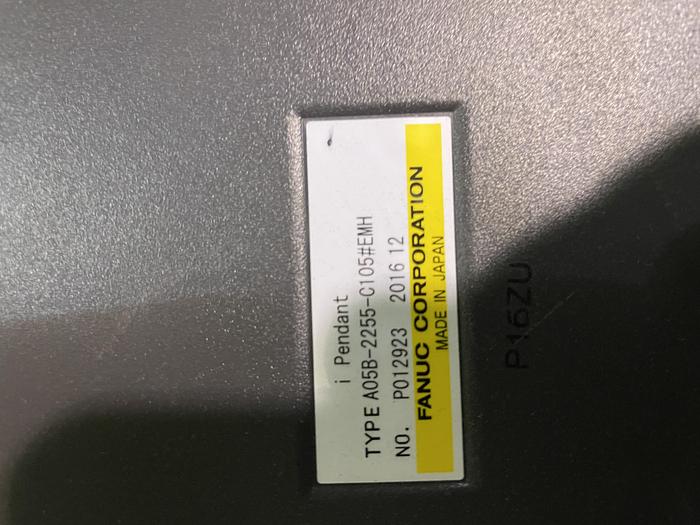 i Pendant
TYPE A05B-2255-C105#EMH
NO. P012923 2016 12
FANUC CORPORATION
MADE IN JAPAN
P16ZU